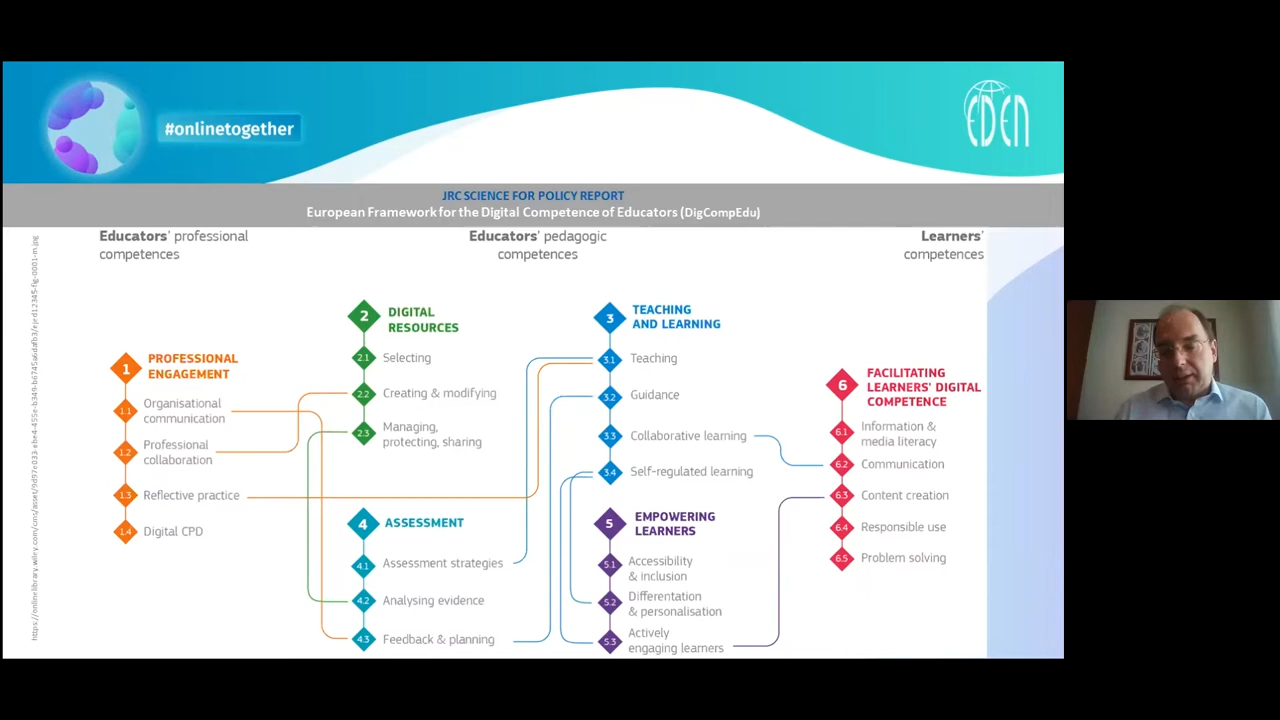 #onlinetogether
EDEN
JRC SCIENCE FOR POLICY REPORT
European Framework for the Digital Competence of Educators (DigCompEdu)
Educators' professional
competences
Educators' pedagogic
competences
Learners'
competences
1
PROFESSIONAL
ENGAGEMENT
1.1
Organisational
communication
1.2
Professional
collaboration
1.3
Reflective practice
1.4
Digital CPD
2
DIGITAL
RESOURCES
2.1
Selecting
2.2
Creating & modifying
2.3
Managing,
protecting, sharing
4
ASSESSMENT
4.1
Assessment strategies
4.2
Analysing evidence
4.3
Feedback & planning
3
TEACHING
AND LEARNING
3.1
Teaching
3.2
Guidance
3.3
Collaborative learning
3.4
Self-regulated learning
5
EMPOWERING
LEARNERS
5.1
Accessibility
& inclusion
5.2
Differentation
& personalisation
5.3
Actively
engaging learners
6
FACILITATING
LEARNERS' DIGITAL
COMPETENCE
6.1
Information &
media literacy
6.2
Communication
6.3
Content creation
6.4
Responsible use
6.5
Problem solving